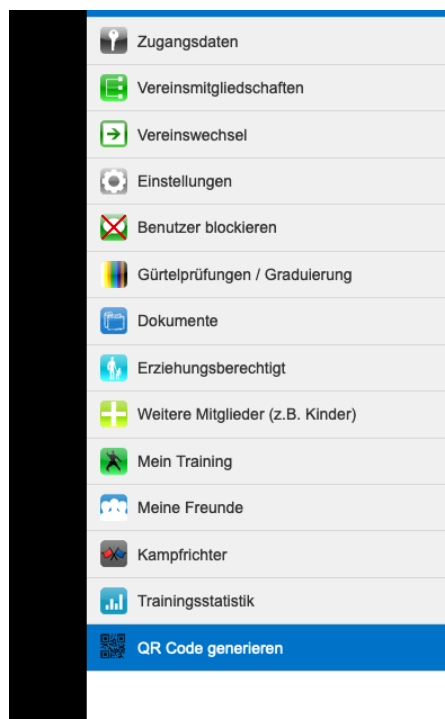 Zugangsdaten
Vereinsmitgliedschaften
Vereinswechsel
Einstellungen
Benutzer blockieren
Gürtelprüfungen / Graduierung
Dokumente
Erziehungsberechtigt
Weitere Mitglieder (z.B. Kinder)
Mein Training
Meine Freunde
Kampfrichter
Trainingsstatistik
QR Code generieren